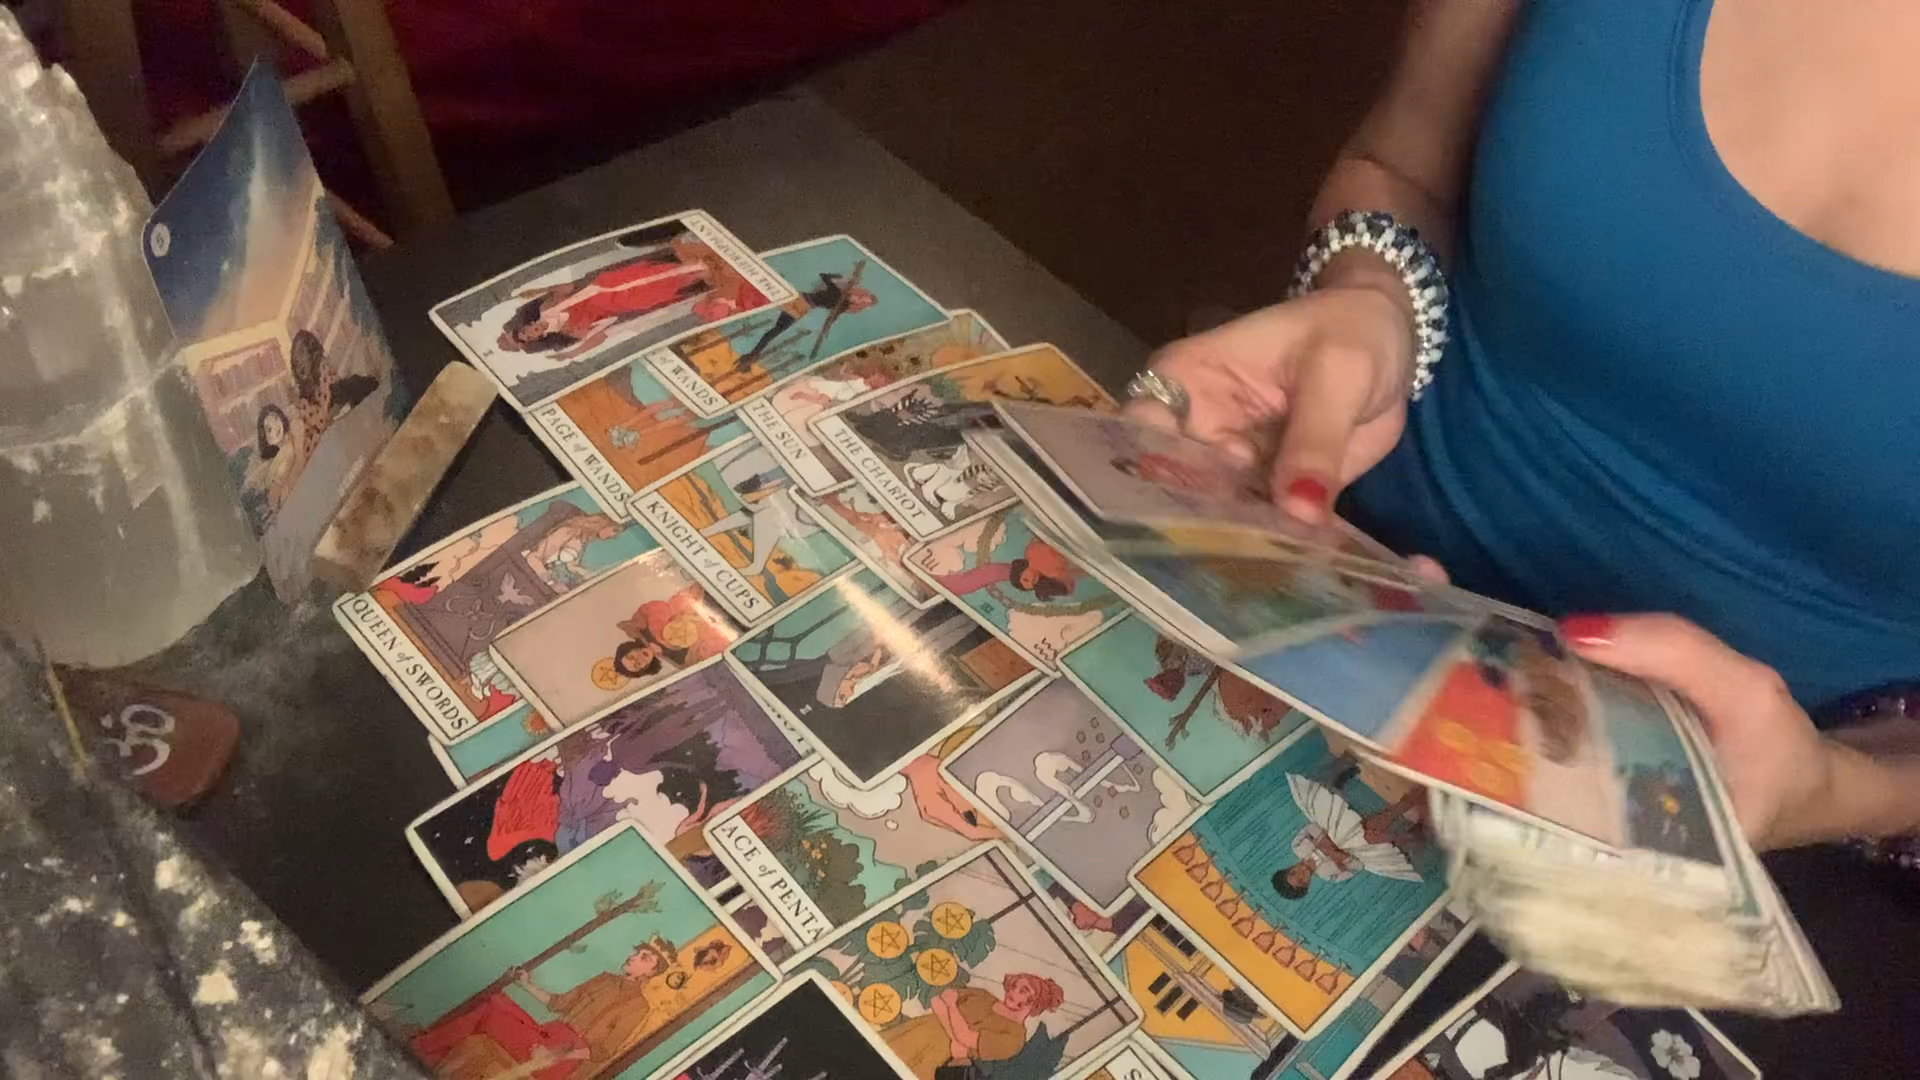 THE HIEROPHANT
of WANDS
PAGE of WANDS
THE SUN
THE CHARIOT
KNIGHT of CUPS
QUEEN of SWORDS
ACE of PENTA
ॐ